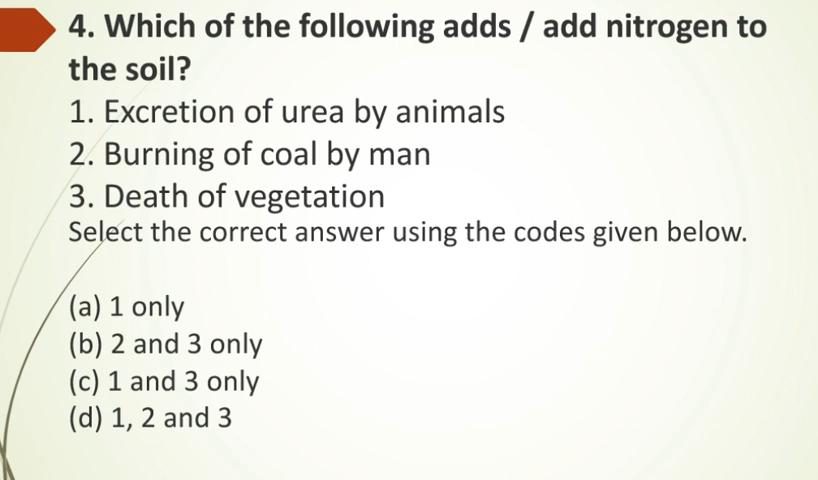 4. Which of the following adds / add nitrogen to
the soil?
1. Excretion of urea by animals
2. Burning of coal by man
3. Death of vegetation
Select the correct answer using the codes given below.
(a) 1 only
(b) 2 and 3 only
(c) 1 and 3 only
(d) 1, 2 and 3